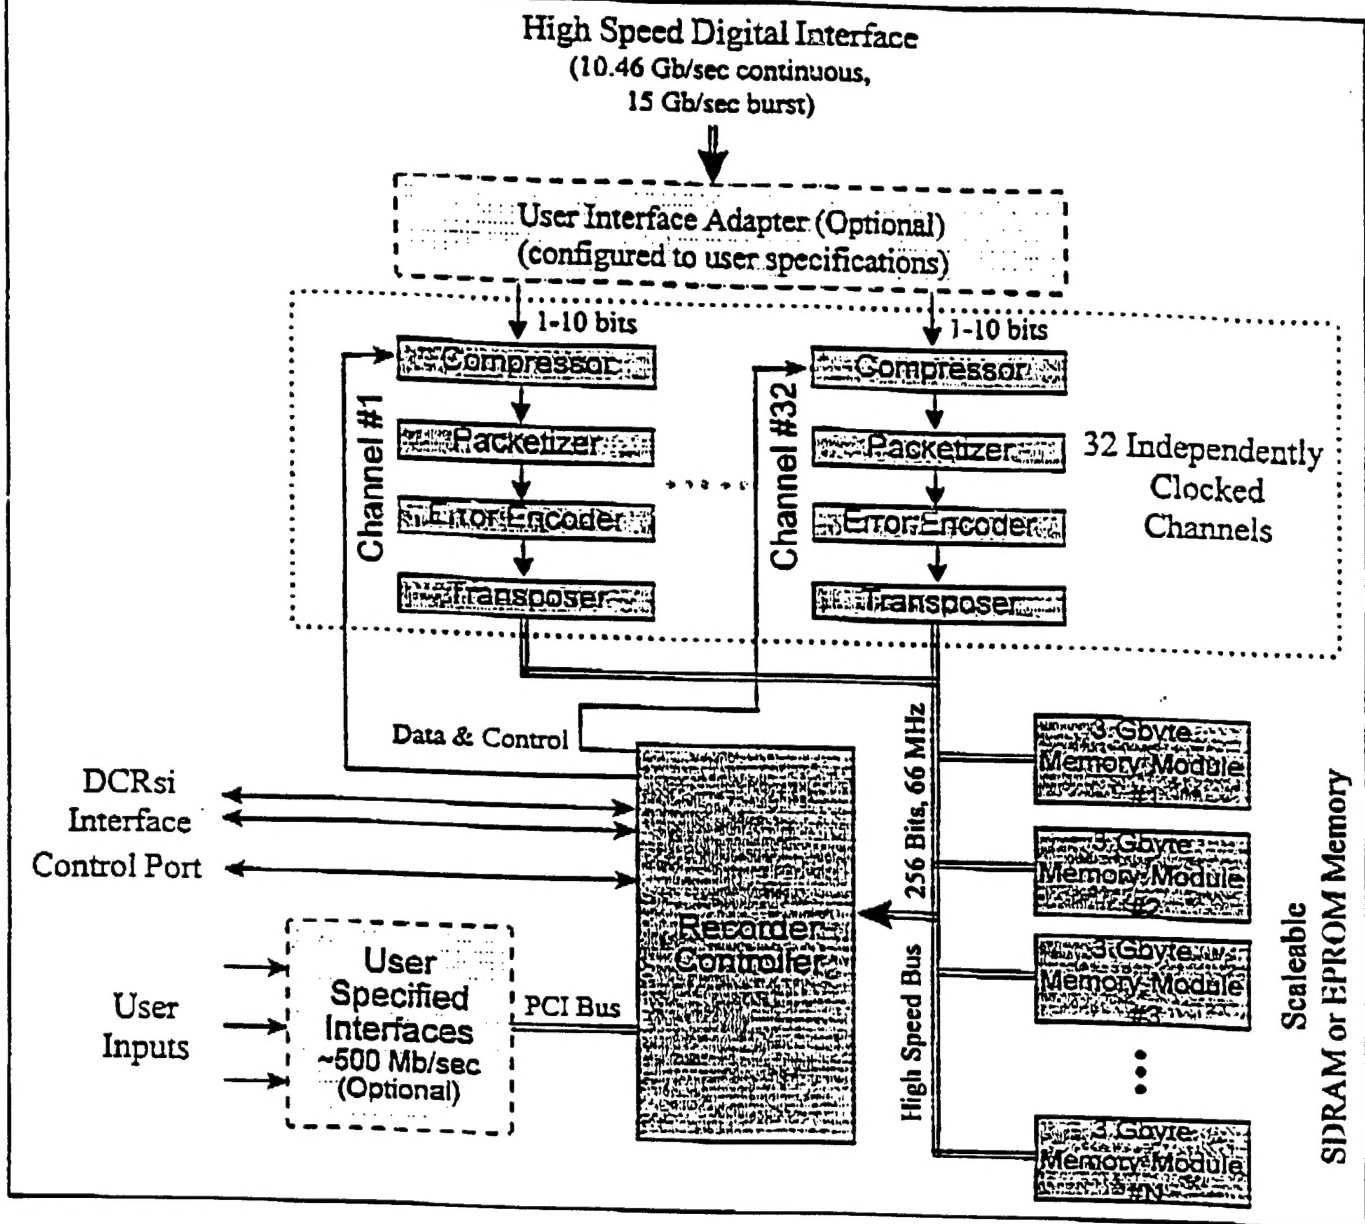 High Speed Digital Interface
(10.46 Gb/sec continuous,
15 Gb/sec burst)
User Interface Adapter (Optional)
(configured to user specifications)
1-10 bits
1-10 bits
Channel #1
Compressor
Packetizer
Error Encoder
Transposer
Channel #32
Compressor
Packetizer
Error Encoder
Transposer
32 Independently
Clocked
Channels
Data & Control
DCRsi
Interface
Control Port
User
Inputs
User
Specified
Interfaces
~500 Mb/sec
(Optional)
PCI Bus
Recorder
Controller
High Speed Bus 256 Bits, 66 MHz
3 Gbyte
Memory Module
#1
3 Gbyte
Memory Module
#2
3 Gbyte
Memory Module
#3
3 Gbyte
Memory Module
#N
Scaleable
SDRAM or EPROM Memory